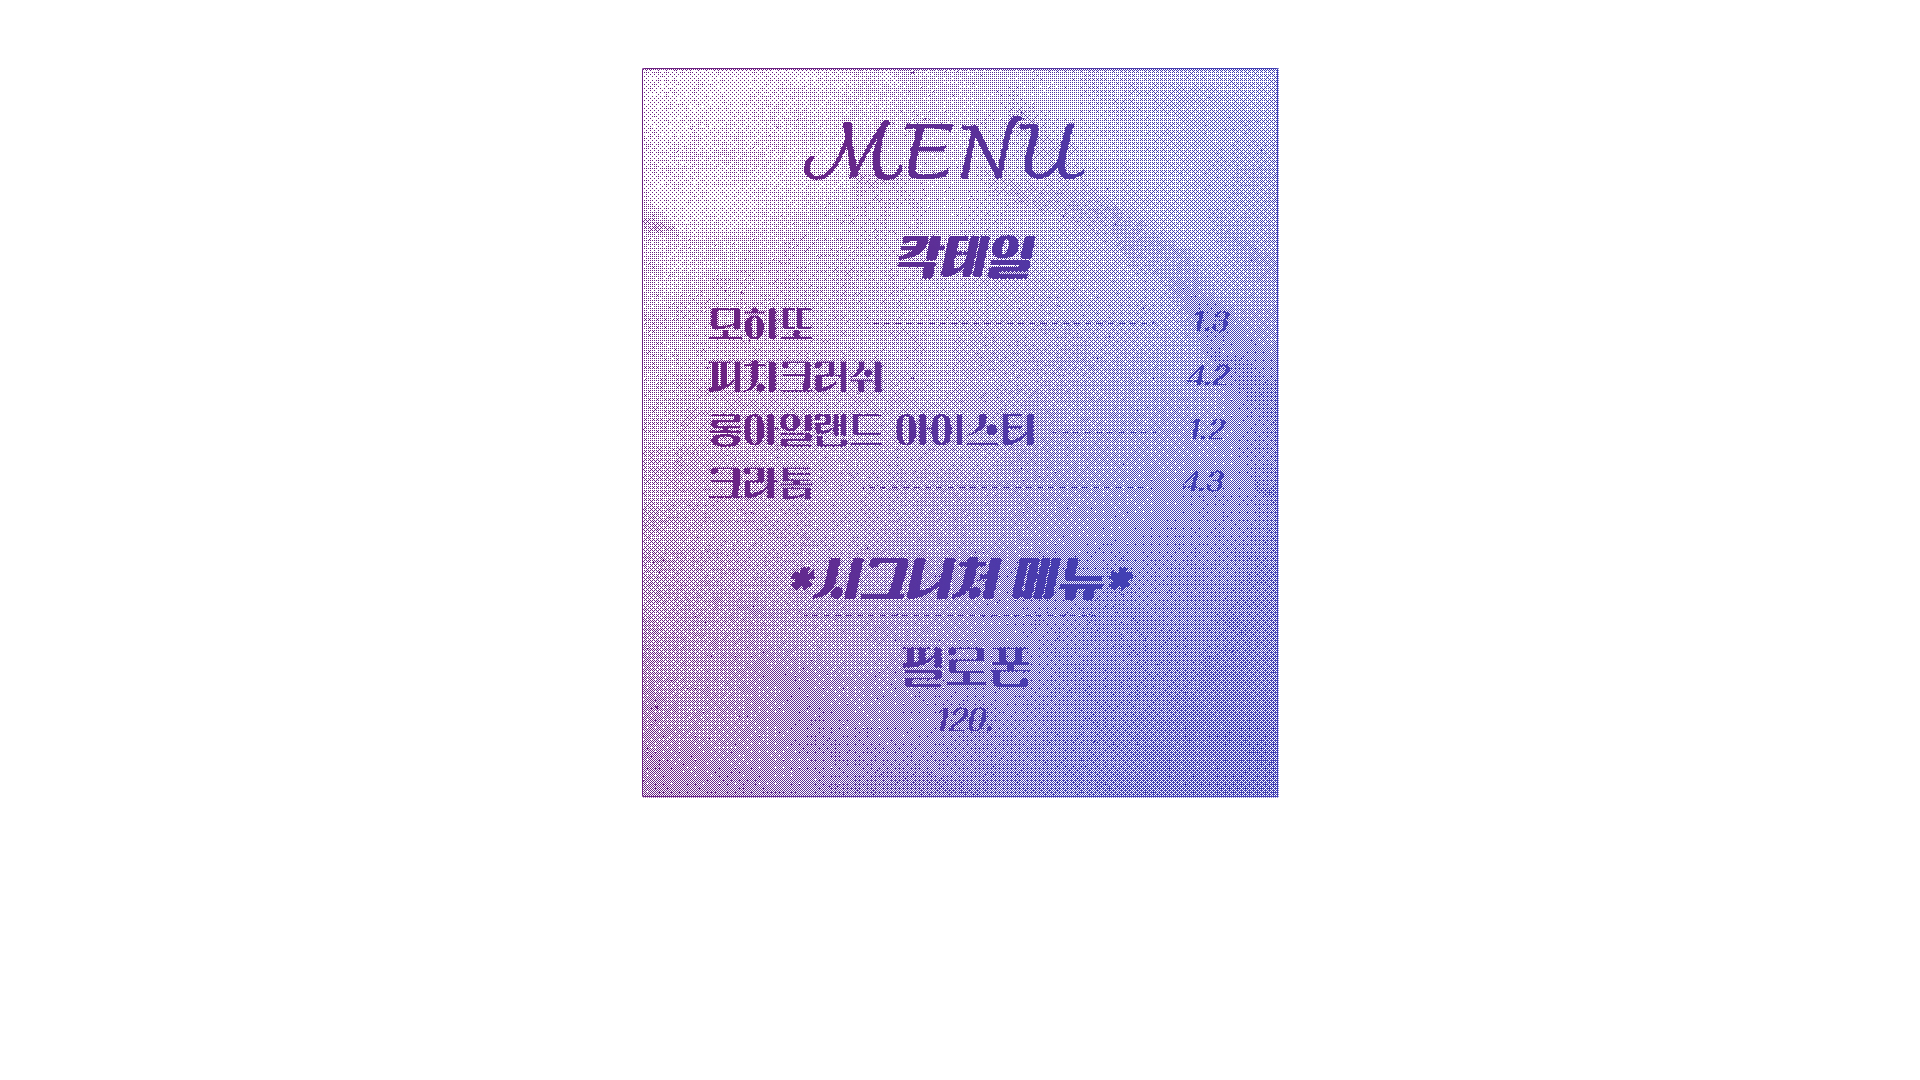 MENU
칵테일
모히또 1.3
피치크러쉬 4.2
롱아일랜드 아이스티 1.2
크라톰 4.3
*시그니처 메뉴*
필로폰
120.